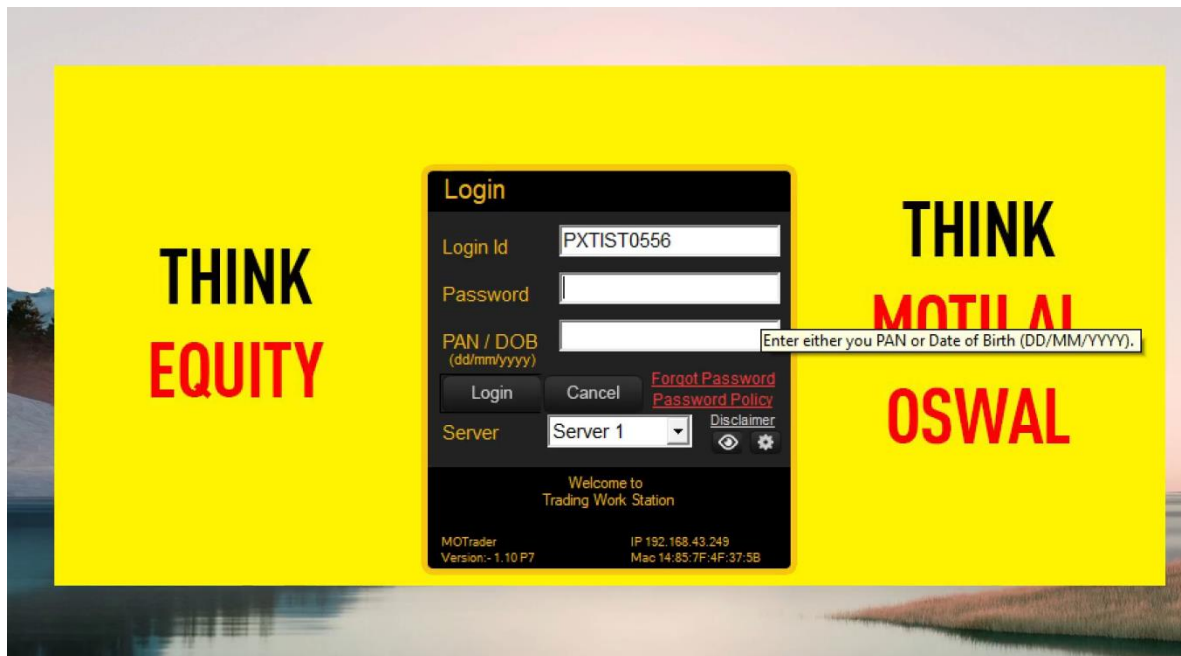 THINK
EQUITY
Login
Login Id PXTIST0556
Password
PAN / DOB
(dd/mm/yyyy)
Enter either you PAN or Date of Birth (DD/MM/YYYY).
Login Cancel Forgot Password
Password Policy
Server Server 1 Disclaimer
Welcome to
Trading Work Station
MOTrader IP 192.168.43.249
Version:- 1.10 P7 Mac 14:85:7F:4F:37:5B
THINK
MOTILAL
OSWAL